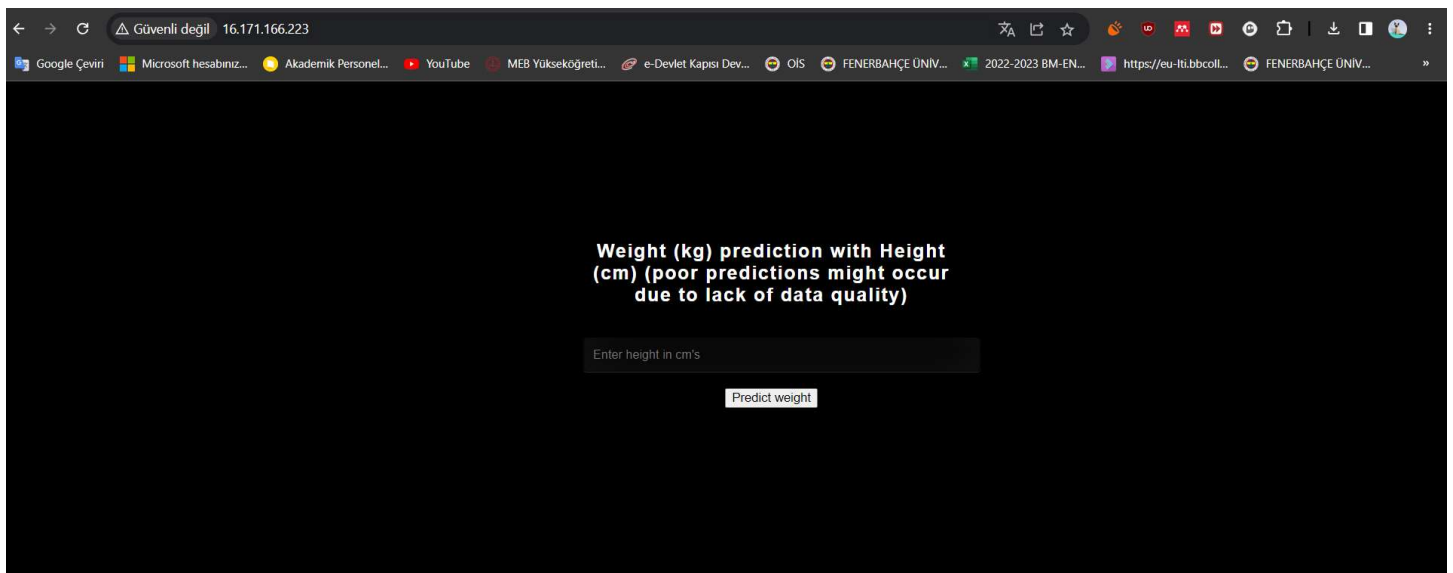 Güvenli değil 16.171.166.223
Google Çeviri Microsoft hesabınız... Akademik Personel... YouTube MEB Yükseköğreti... e-Devlet Kapısı Dev... OİS FENERBAHÇE ÜNİV... 2022-2023 BM-EN... https://eu-lti.bbcoll... FENERBAHÇE ÜNİV... »
Weight (kg) prediction with Height
(cm) (poor predictions might occur
due to lack of data quality)
Enter height in cm's
Predict weight